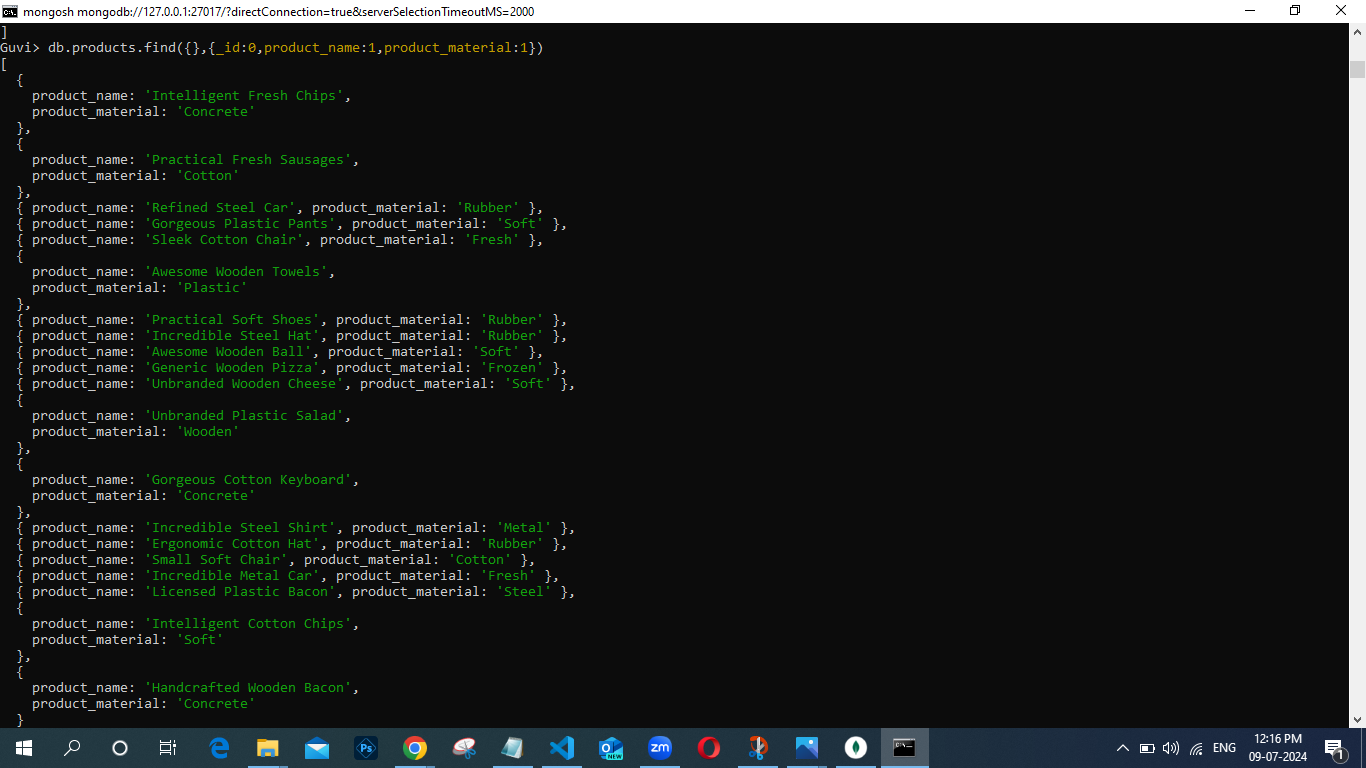 mongosh mongodb://127.0.0.1:27017/?directConnection=true&serverSelectionTimeoutMS=2000
]
Guvi> db.products.find({},{_id:0,product_name:1,product_material:1})
[
  {
    product_name: 'Intelligent Fresh Chips',
    product_material: 'Concrete'
  },
  {
    product_name: 'Practical Fresh Sausages',
    product_material: 'Cotton'
  },
  { product_name: 'Refined Steel Car', product_material: 'Rubber' },
  { product_name: 'Gorgeous Plastic Pants', product_material: 'Soft' },
  { product_name: 'Sleek Cotton Chair', product_material: 'Fresh' },
  {
    product_name: 'Awesome Wooden Towels',
    product_material: 'Plastic'
  },
  { product_name: 'Practical Soft Shoes', product_material: 'Rubber' },
  { product_name: 'Incredible Steel Hat', product_material: 'Rubber' },
  { product_name: 'Awesome Wooden Ball', product_material: 'Soft' },
  { product_name: 'Generic Wooden Pizza', product_material: 'Frozen' },
  { product_name: 'Unbranded Wooden Cheese', product_material: 'Soft' },
  {
    product_name: 'Unbranded Plastic Salad',
    product_material: 'Wooden'
  },
  {
    product_name: 'Gorgeous Cotton Keyboard',
    product_material: 'Concrete'
  },
  { product_name: 'Incredible Steel Shirt', product_material: 'Metal' },
  { product_name: 'Ergonomic Cotton Hat', product_material: 'Rubber' },
  { product_name: 'Small Soft Chair', product_material: 'Cotton' },
  { product_name: 'Incredible Metal Car', product_material: 'Fresh' },
  { product_name: 'Licensed Plastic Bacon', product_material: 'Steel' },
  {
    product_name: 'Intelligent Cotton Chips',
    product_material: 'Soft'
  },
  {
    product_name: 'Handcrafted Wooden Bacon',
    product_material: 'Concrete'
  }
Ps
NEW
zm
C:\
ENG
12:16 PM
09-07-2024
1